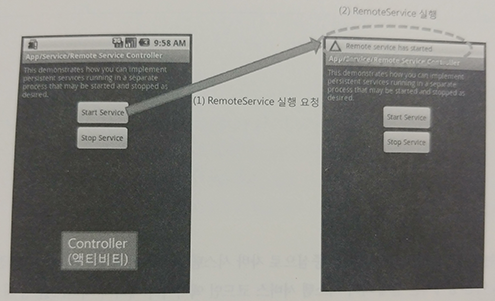 (2) RemoteService 실행
9:58 AM
App/Service/Remote Service Controller
This demonstrates how you can implement
persistent services running in a separate
process that may be started and stopped as
desired.
Start Service
Stop Service
Controller
(액티비티)
(1) RemoteService 실행 요청
Remote service has started
App/Service/Remote Service Controller
This demonstrates how you can implement
persistent services running in a separate
process that may be started and stopped as
desired.
Start Service
Stop Service